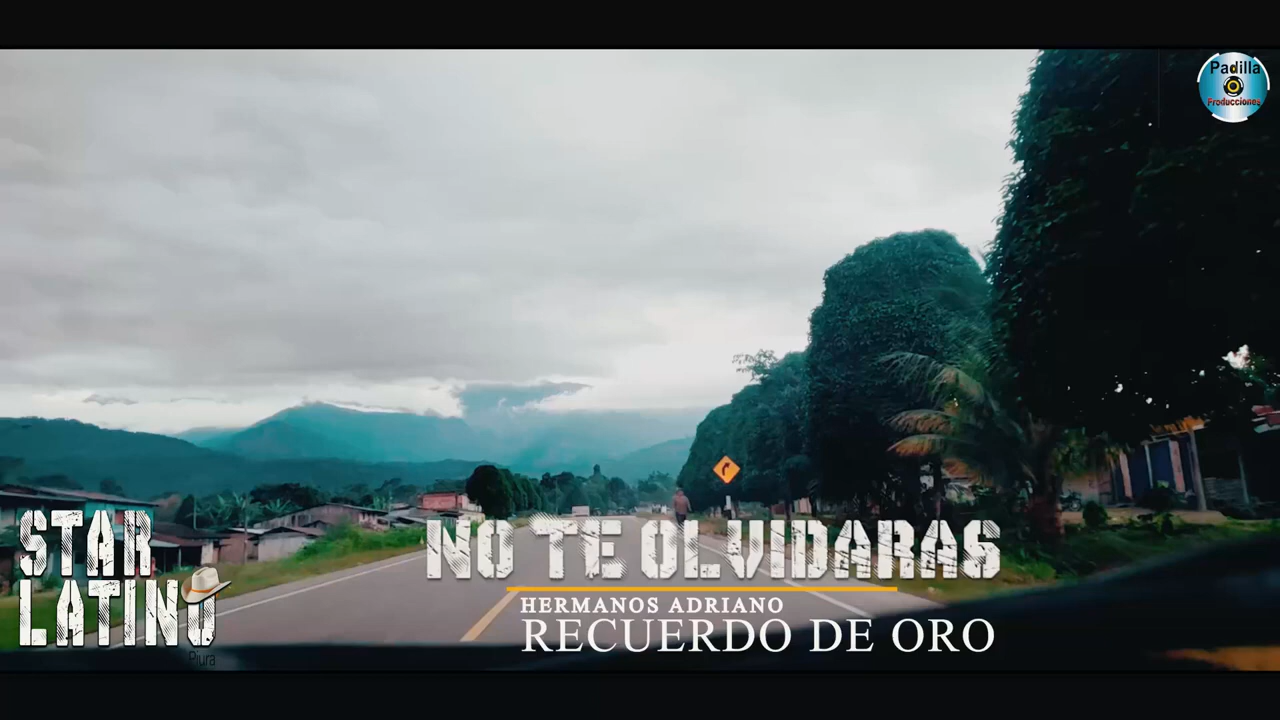 Padilla
Producciones
STAR
LATINO
Piura
NO TE OLVIDARAS
HERMANOS ADRIANO
RECUERDO DE ORO